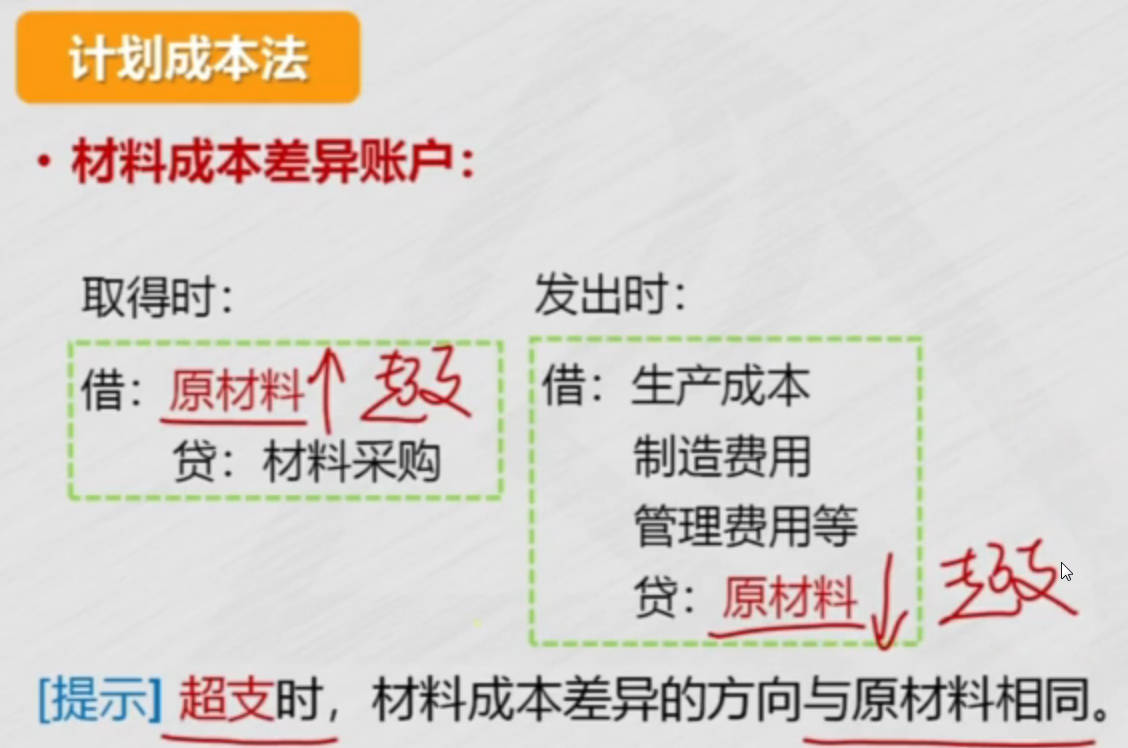 计划成本法
• 材料成本差异账户：
取得时：
借：原材料↑ 超支
贷：材料采购
发出时：
借：生产成本
制造费用
管理费用等
贷：原材料↓ 超支
[提示] 超支时，材料成本差异的方向与原材料相同。